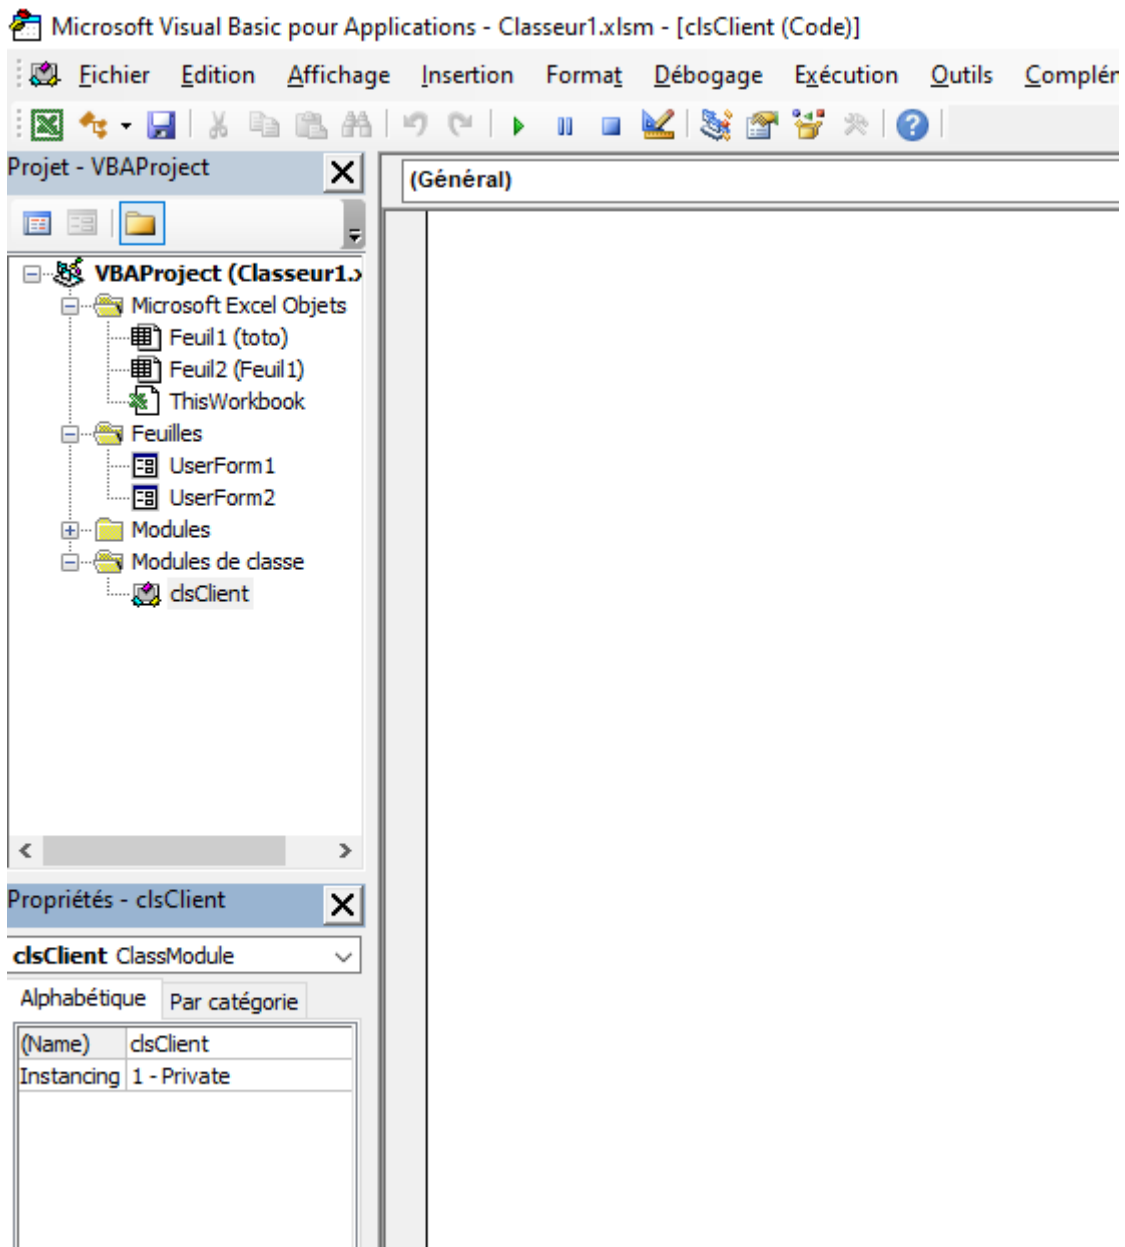 Microsoft Visual Basic pour Applications - Classeur1.xlsm - [clsClient (Code)]
Fichier Edition Affichage Insertion Format Débogage Exécution Outils Complém
Projet - VBAProject
(Général)
VBAProject (Classeur1.x
Microsoft Excel Objets
Feuil1 (toto)
Feuil2 (Feuil1)
ThisWorkbook
Feuilles
UserForm1
UserForm2
Modules
Modules de classe
clsClient
Propriétés - clsClient
clsClient ClassModule
Alphabétique Par catégorie
(Name) clsClient
Instancing 1 - Private